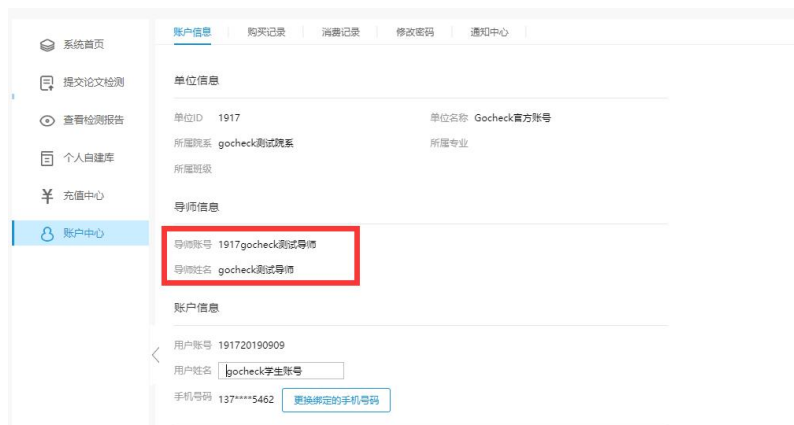 账户信息 购买记录 消费记录 修改密码 通知中心
系统首页
提交论文检测
查看检测报告
个人自建库
充值中心
账户中心
单位信息
单位ID 1917 单位名称 Gocheck官方账号
所属院系 gocheck测试院系 所属专业
所属班级
导师信息
导师账号 1917gocheck测试导师
导师姓名 gocheck测试导师
账户信息
用户账号 191720190909
用户姓名 gocheck学生账号
手机号码 137****5462 更换绑定的手机号码